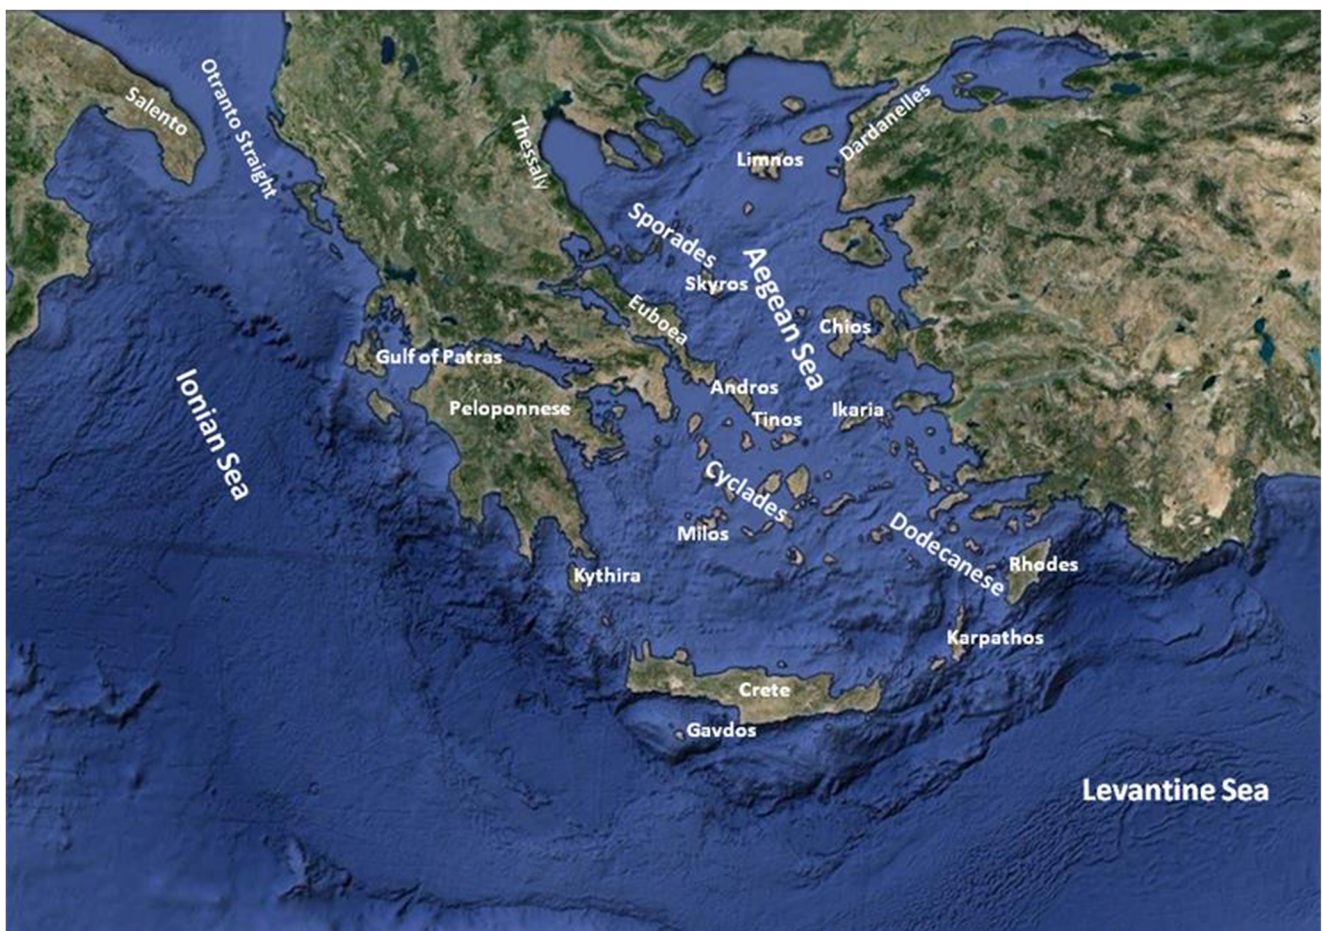 Salento
Otranto Straight
Thessaly
Dardanelles
Limnos
Sporades
Aegean Sea
Skyros
Euboea
Chios
Gulf of Patras
Ionian Sea
Andros
Peloponnese
Tinos
Ikaria
Cyclades
Milos
Dodecanese
Rhodes
Kythira
Karpathos
Crete
Gavdos
Levantine Sea